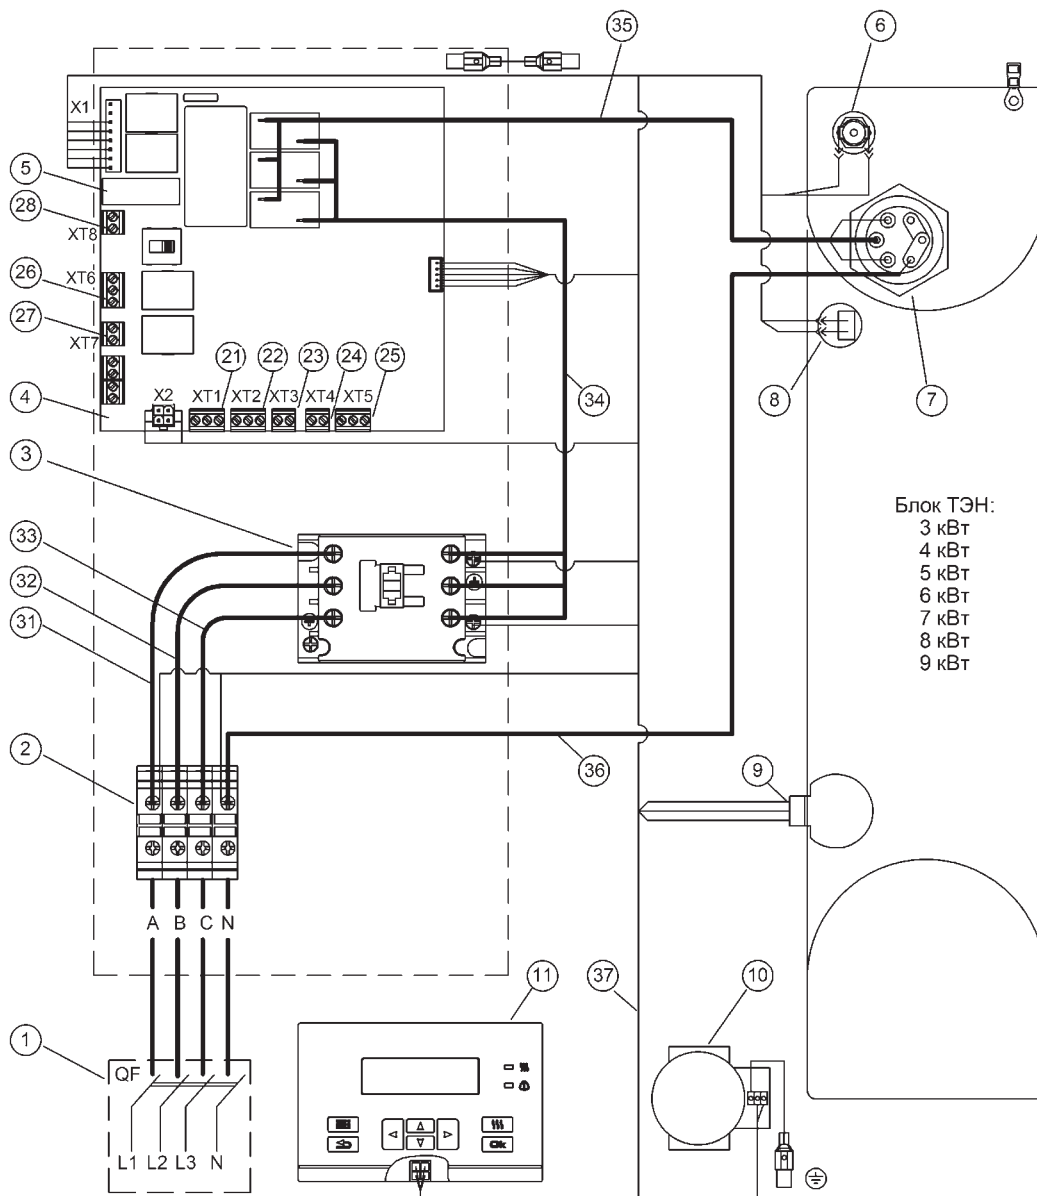 35
6
X1
5
28
XT8
26
XT6
27
XT7
21
22
23
24
25
X2
XT1
XT2
XT3
XT4
XT5
4
34
8
7
3
33
32
31
Блок ТЭН:
3 кВт
4 кВт
5 кВт
6 кВт
7 кВт
8 кВт
9 кВт
2
36
9
A B C N
11
37
10
1
QF
L1 L2 L3 N
Ok